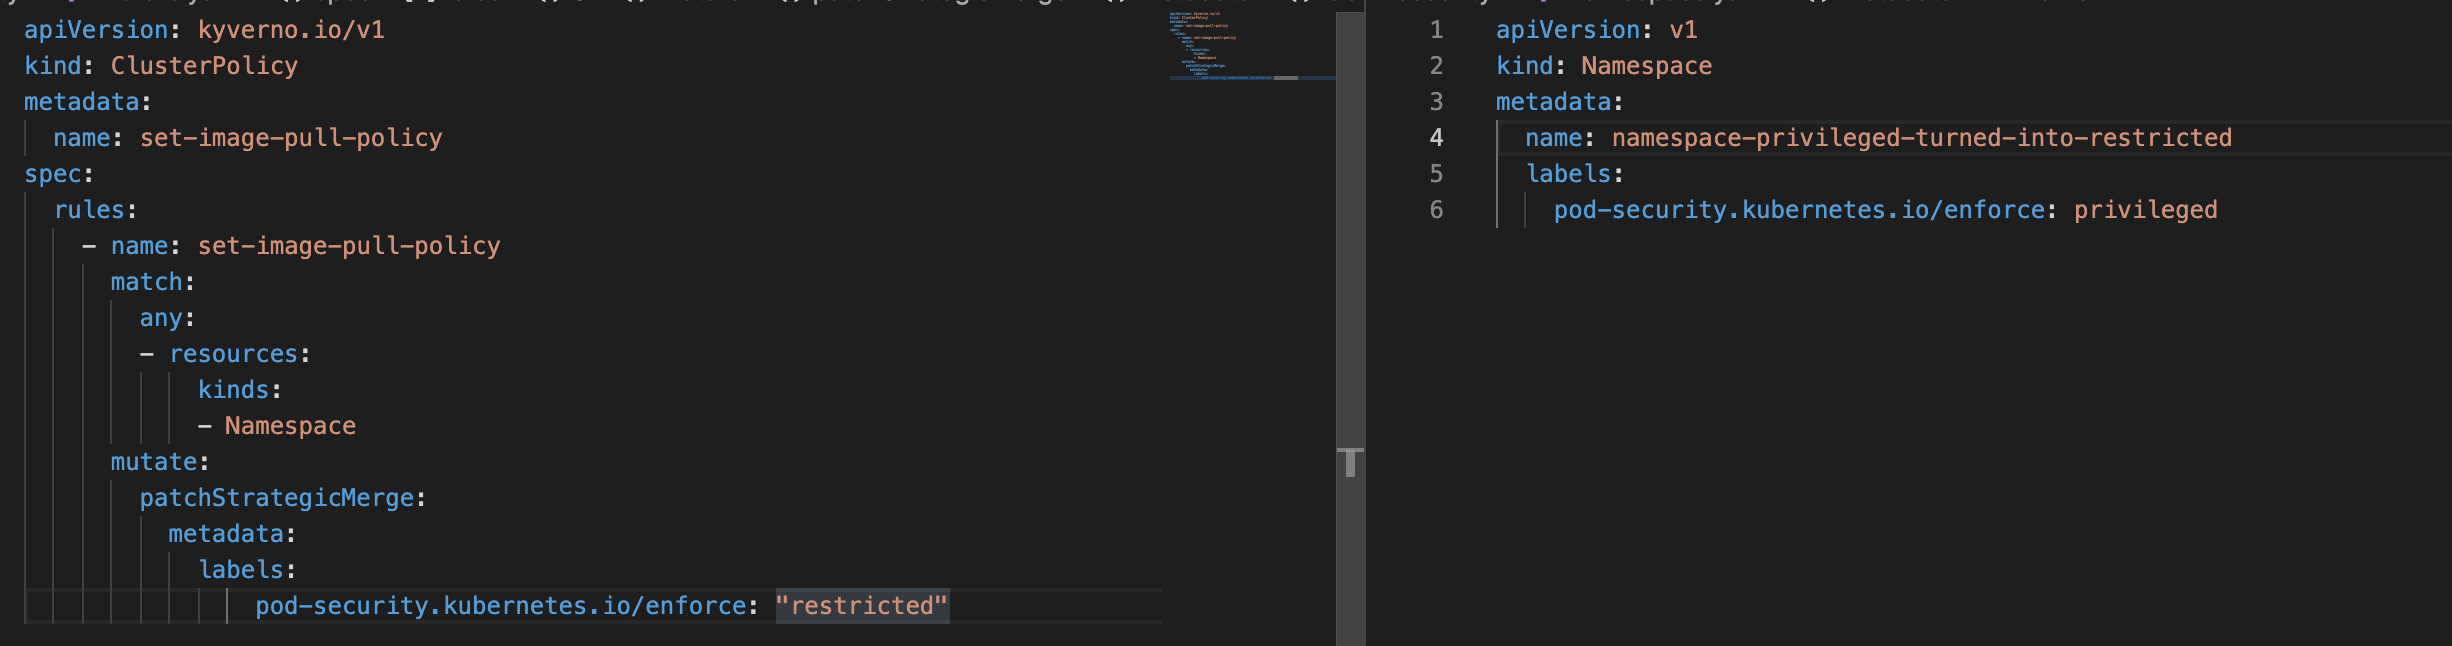 apiVersion: kyverno.io/v1
kind: ClusterPolicy
metadata:
  name: set-image-pull-policy
spec:
  rules:
    - name: set-image-pull-policy
      match:
        any:
        - resources:
            kinds:
            - Namespace
      mutate:
        patchStrategicMerge:
          metadata:
            labels:
                pod-security.kubernetes.io/enforce: "restricted"
1 apiVersion: v1
2 kind: Namespace
3 metadata:
4   name: namespace-privileged-turned-into-restricted
5   labels:
6     pod-security.kubernetes.io/enforce: privileged